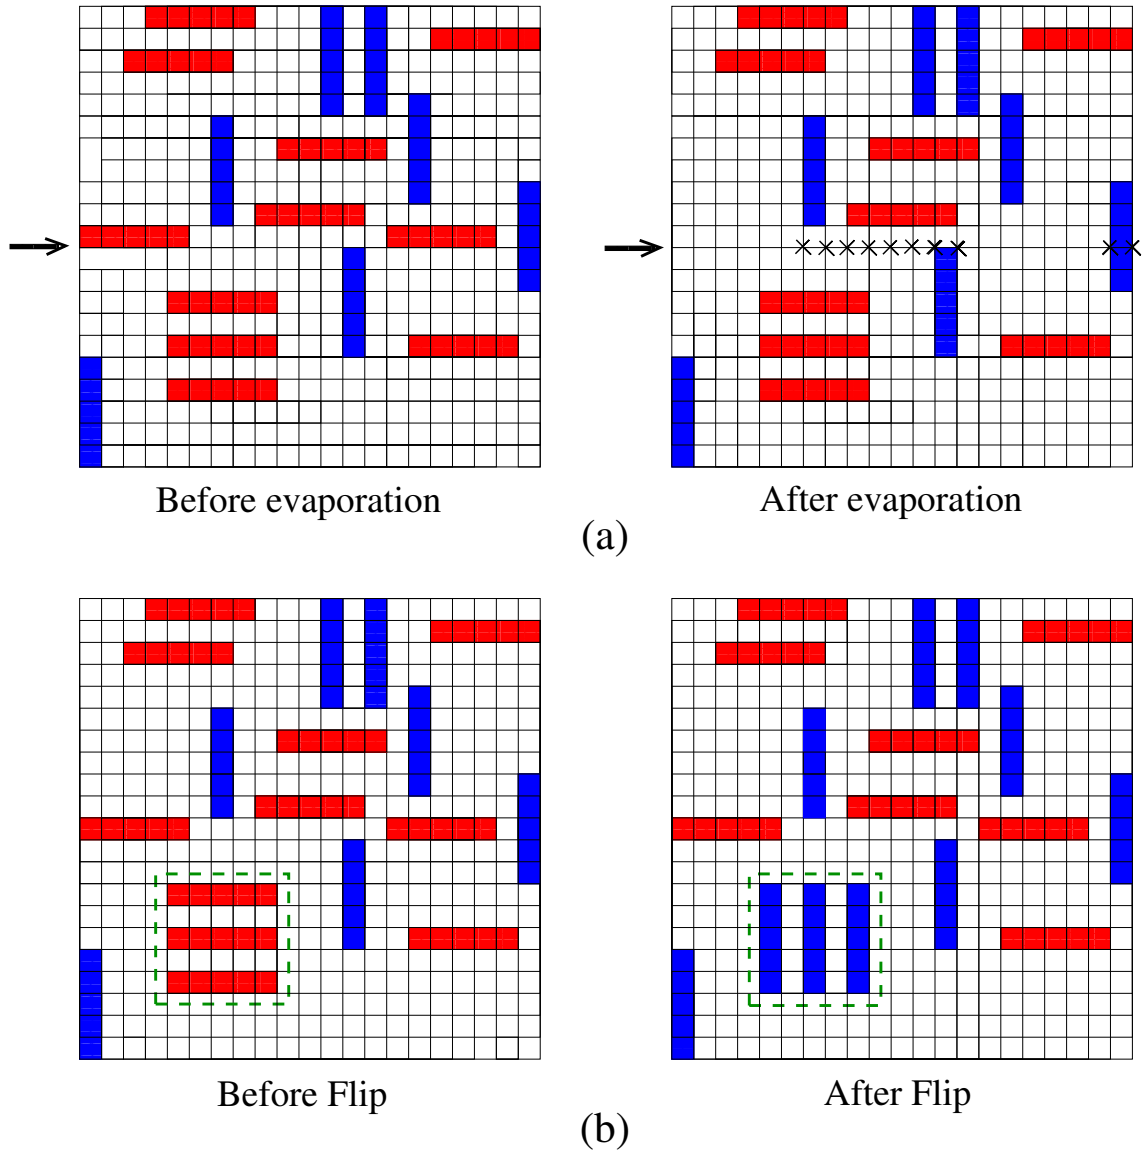 Before evaporation
After evaporation
(a)
Before Flip
After Flip
(b)